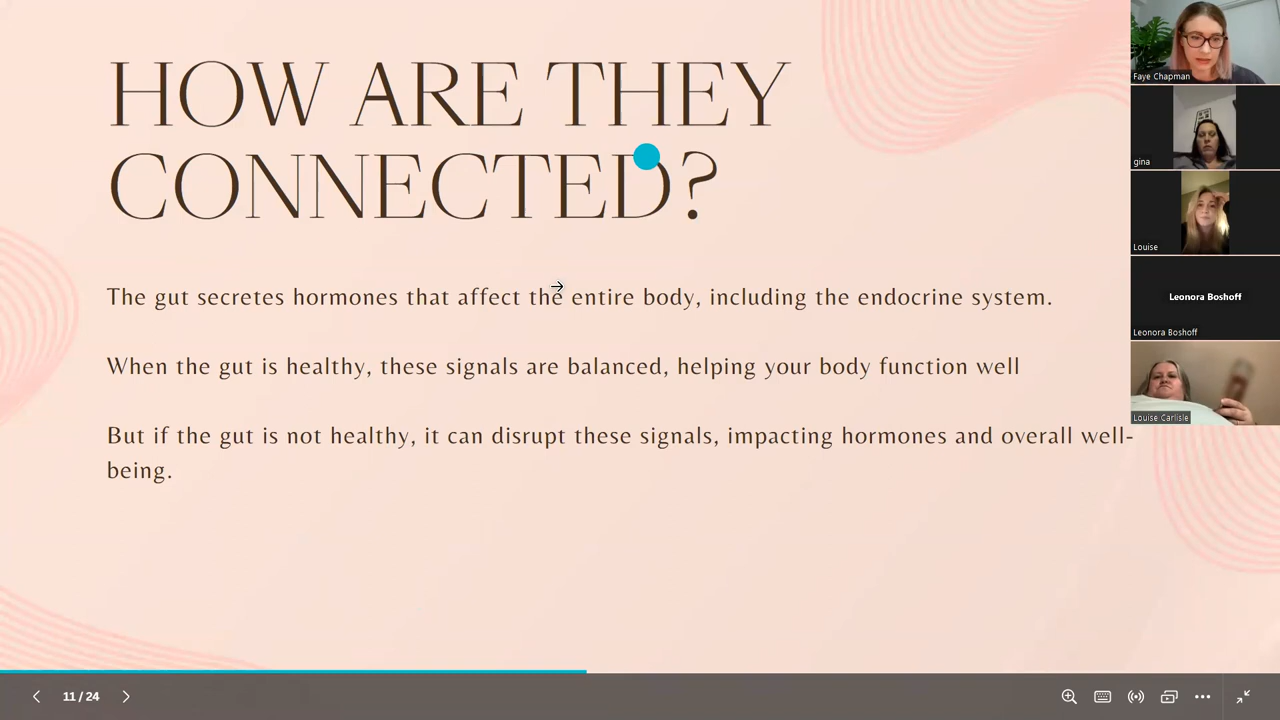 HOW ARE THEY
CONNECTED?
The gut secretes hormones that affect the entire body, including the endocrine system.
When the gut is healthy, these signals are balanced, helping your body function well
But if the gut is not healthy, it can disrupt these signals, impacting hormones and overall well-
being.
Faye Chapman
gina
Louise
Leonora Boshoff
Leonora Boshoff
Louise Carlisle
11 / 24